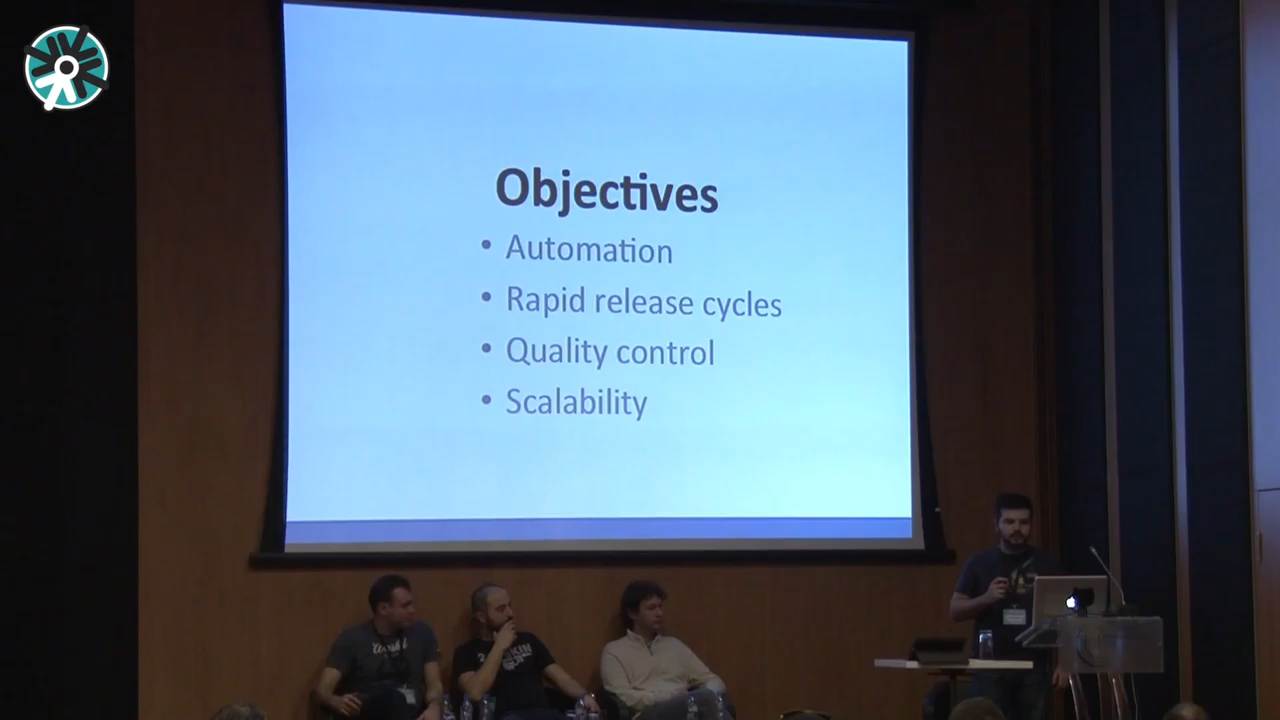 Objectives
• Automation
• Rapid release cycles
• Quality control
• Scalability